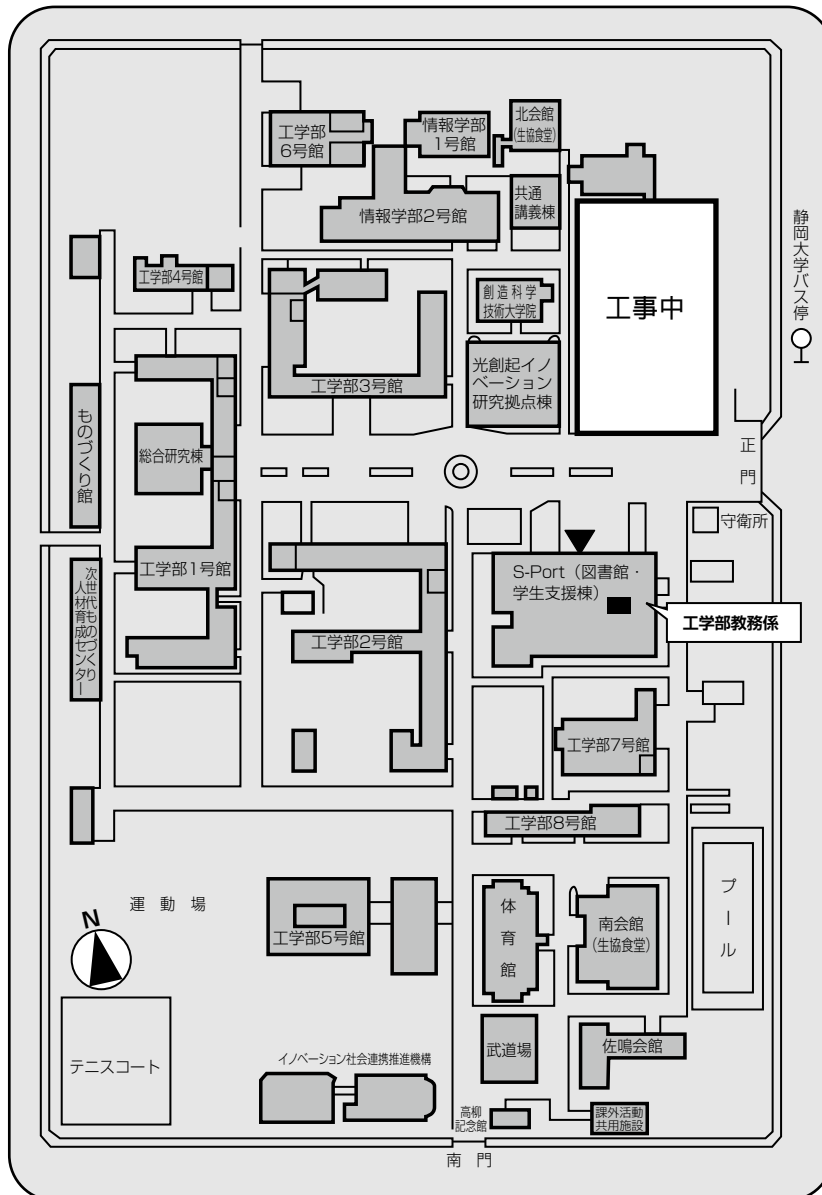 工学部
6号館
情報学部
1号館
北会館
(生協食堂)
情報学部2号館
共通
講義棟
静岡大学バス停
工学部4号館
創造科学
技術大学院
工事中
工学部3号館
光創起イノ
ベーション
研究拠点棟
ものづくり館
総合研究棟
正門
守衛所
工学部1号館
S-Port（図書館・
学生支援棟）
次世代ものづくり
人材育成センター
工学部2号館
工学部教務係
工学部7号館
工学部8号館
運動場
N
工学部5号館
体育館
南会館
(生協食堂)
プール
テニスコート
イノベーション社会連携推進機構
武道場
佐鳴会館
高柳
記念館
課外活動
共用施設
南門